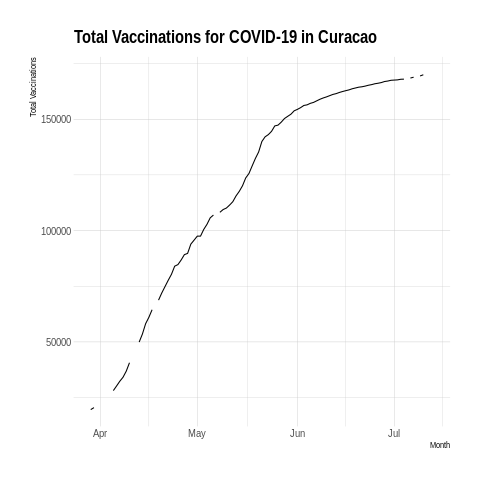 Total Vaccinations for COVID-19 in Curacao
Total Vaccinations
150000
100000
50000
Apr May Jun Jul
Month